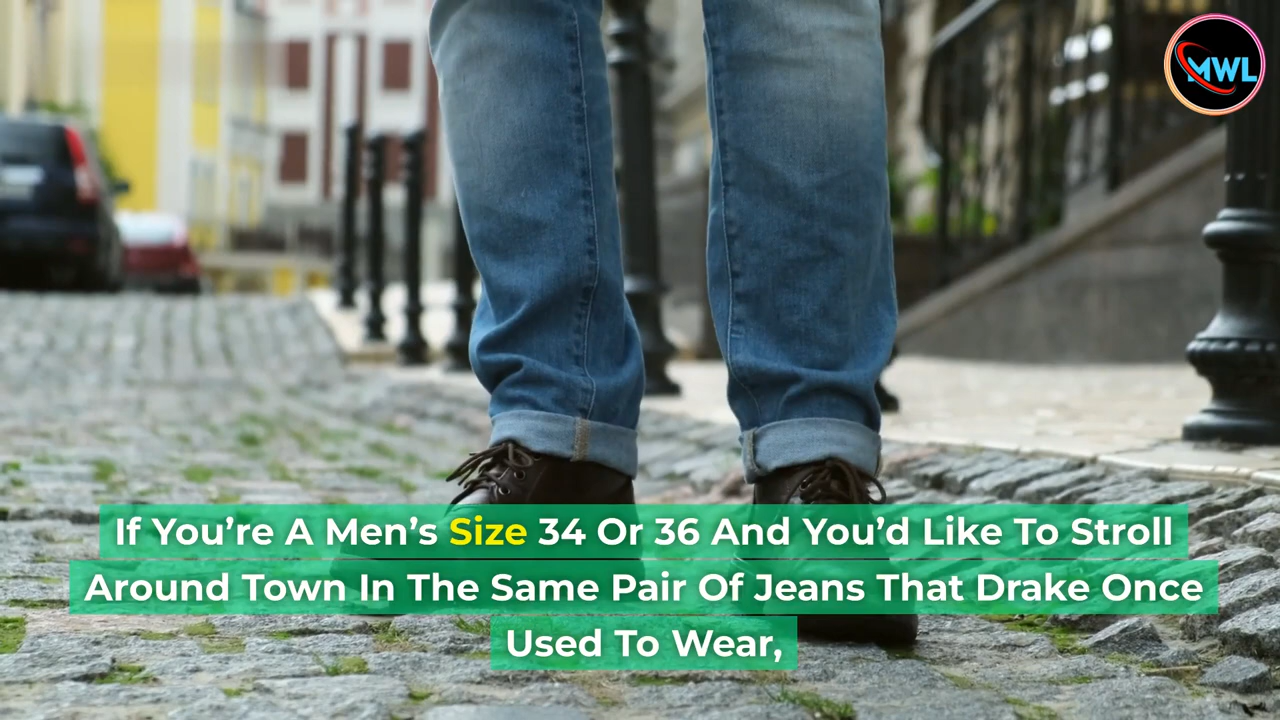 MWL
If You’re A Men’s Size 34 Or 36 And You’d Like To Stroll
Around Town In The Same Pair Of Jeans That Drake Once
Used To Wear,